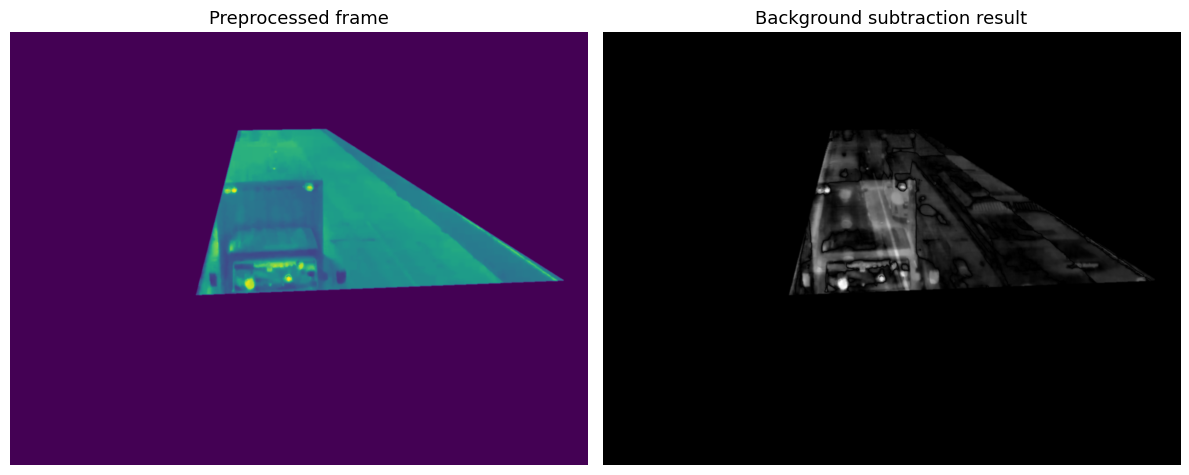 Preprocessed frame
Background subtraction result